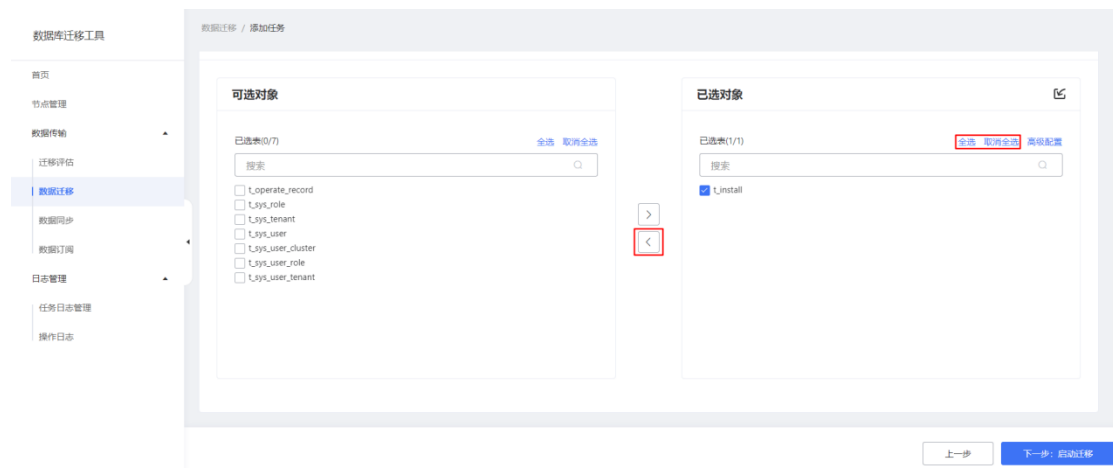 数据库迁移工具
首页
节点管理
数据传输
迁移评估
数据迁移
数据同步
数据订阅
日志管理
任务日志管理
操作日志
数据迁移 / 添加任务
可选对象
已选表(0/7) 全选 取消全选
搜索
t_operate_record
t_sys_role
t_sys_tenant
t_sys_user
t_sys_user_cluster
t_sys_user_role
t_sys_user_tenant
已选对象
已选表(1/1) 全选 取消全选 高级配置
搜索
t_install
上一步 下一步：启动迁移